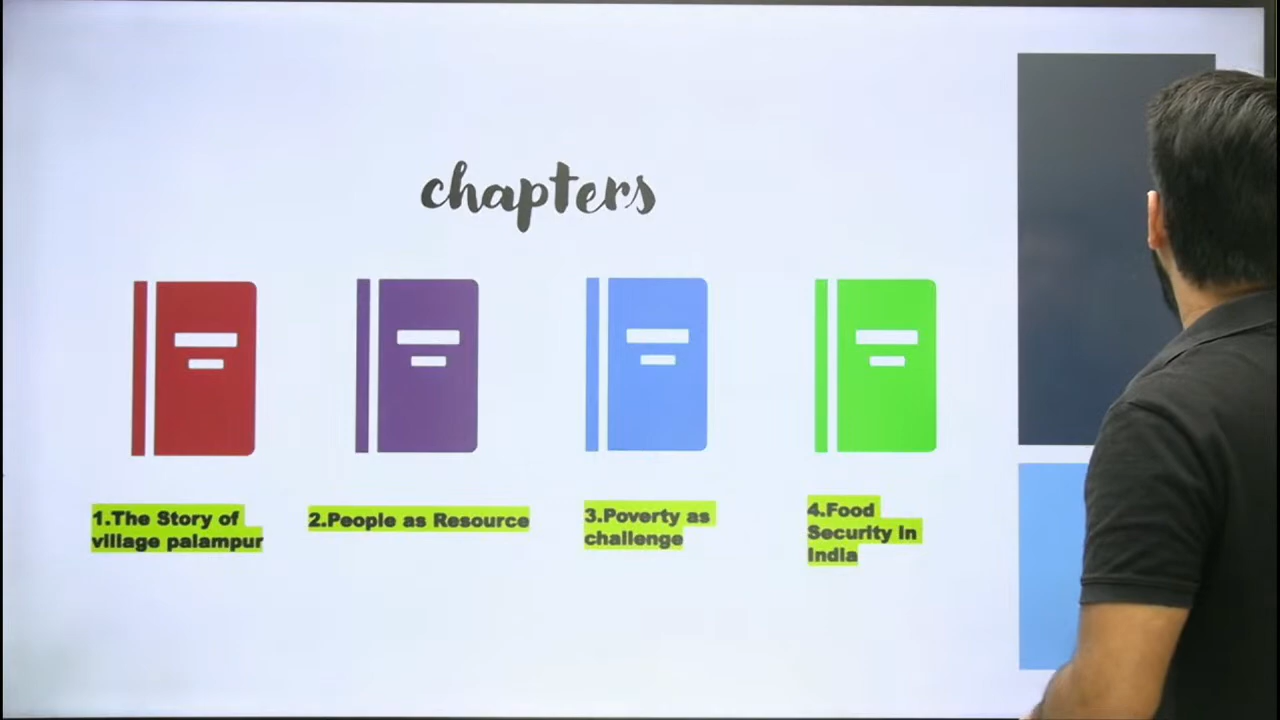 chapters
1.The Story of
village palampur
2.People as Resource
3.Poverty as
challenge
4.Food
Security in
India